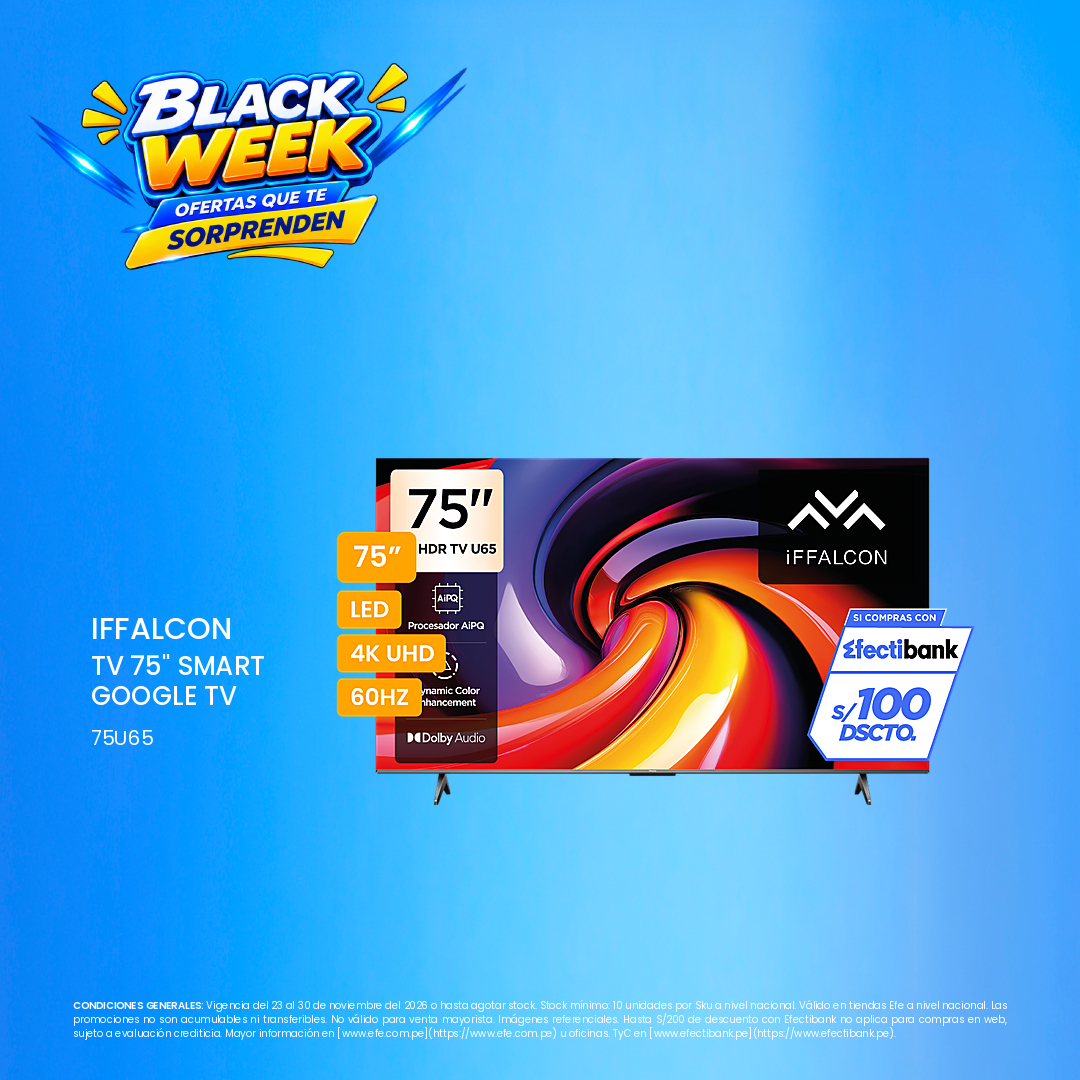 BLACK
WEEK
OFERTAS QUE TE
SORPRENDEN
75"
HDR TV U65
iFFALCON
75"
LED
4K UHD
60HZ
AiPQ
Procesador AiPQ
ynamic Color
nhancement
Dolby Audio
IFFALCON
TV 75" SMART
GOOGLE TV
75U65
SI COMPRAS CON
Efectibank
S/100
DSCTO.
CONDICIONES GENERALES: Vigencia del 23 al 30 de noviembre del 2026 o hasta agotar stock. Stock mínimo: 10 unidades por Sku a nivel nacional. Válido en tiendas Efe a nivel nacional. Las
promociones no son acumulables ni transferibles. No válido para venta mayorista. Imágenes referenciales. Hasta S/200 de descuento con Efectibank no aplica para compras en web,
sujeto a evaluación crediticia. Mayor información en [www.efe.com.pe](https://www.efe.com.pe) u oficinas. TyC en [www.efectibank.pe](https://www.efectibank.pe).